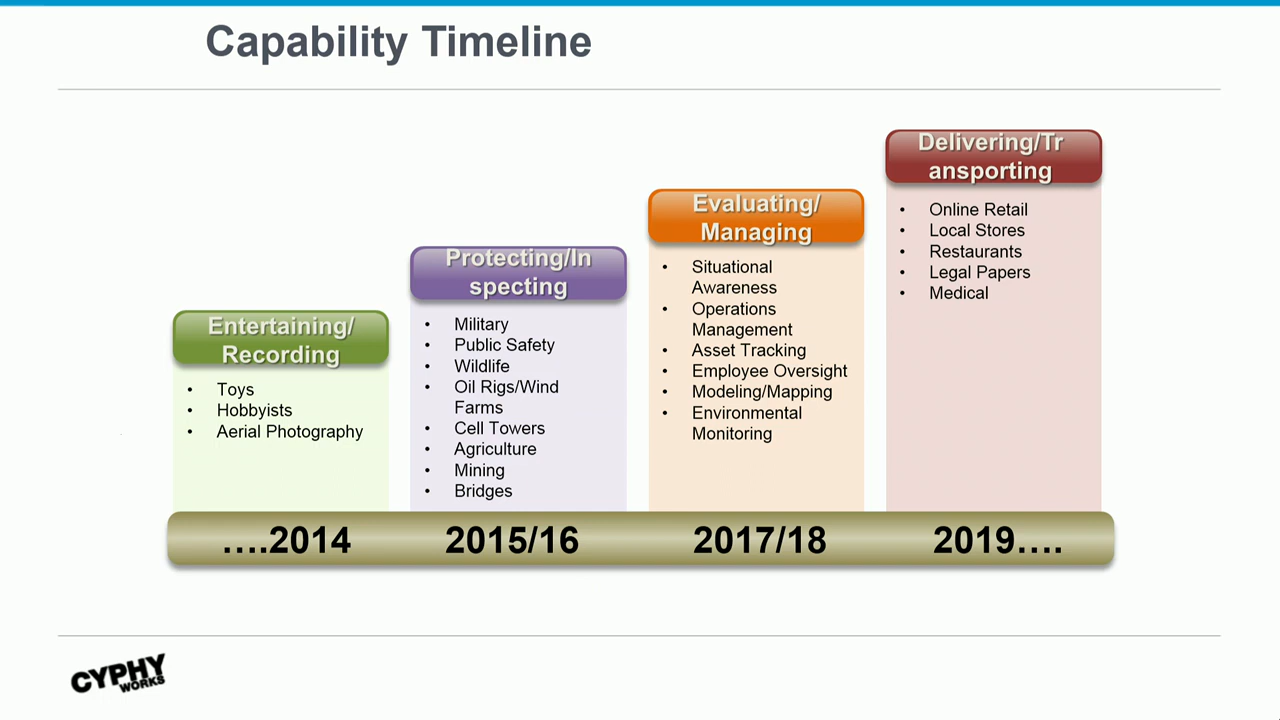 Capability Timeline
Entertaining/
Recording
• Toys
• Hobbyists
• Aerial Photography
Protecting/In
specting
• Military
• Public Safety
• Wildlife
• Oil Rigs/Wind
Farms
• Cell Towers
• Agriculture
• Mining
• Bridges
Evaluating/
Managing
• Situational
Awareness
• Operations
Management
• Asset Tracking
• Employee Oversight
• Modeling/Mapping
• Environmental
Monitoring
Delivering/Tr
ansporting
• Online Retail
• Local Stores
• Restaurants
• Legal Papers
• Medical
....2014
2015/16
2017/18
2019....
CYPHY
WORKS